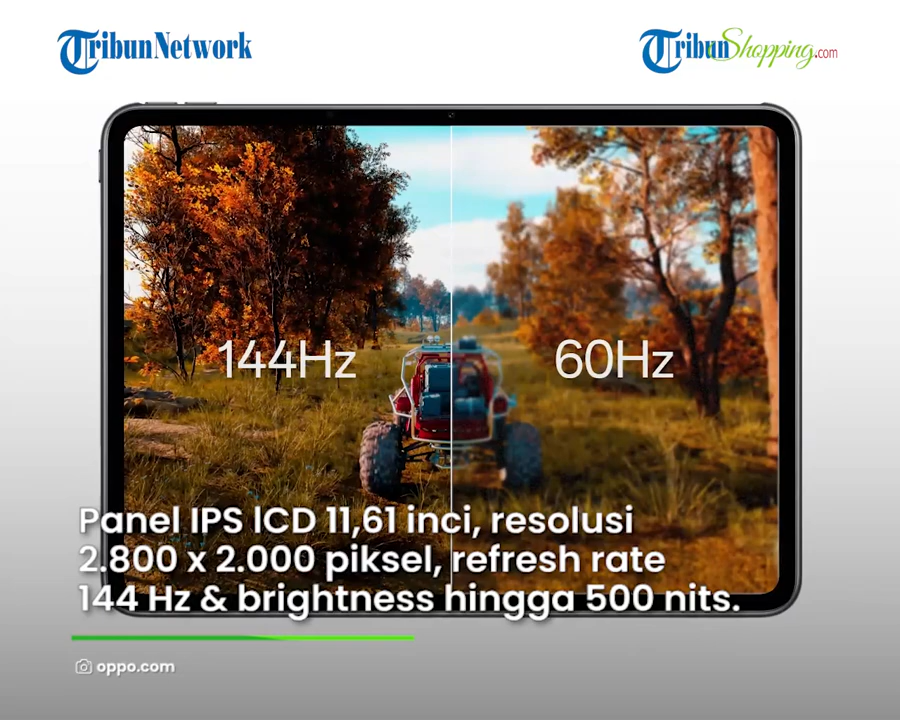 TribunNetwork
TribunShopping.com
144Hz
60Hz
Panel IPS lCD 11,61 inci, resolusi
2.800 x 2.000 piksel, refresh rate
144 Hz & brightness hingga 500 nits.
oppo.com